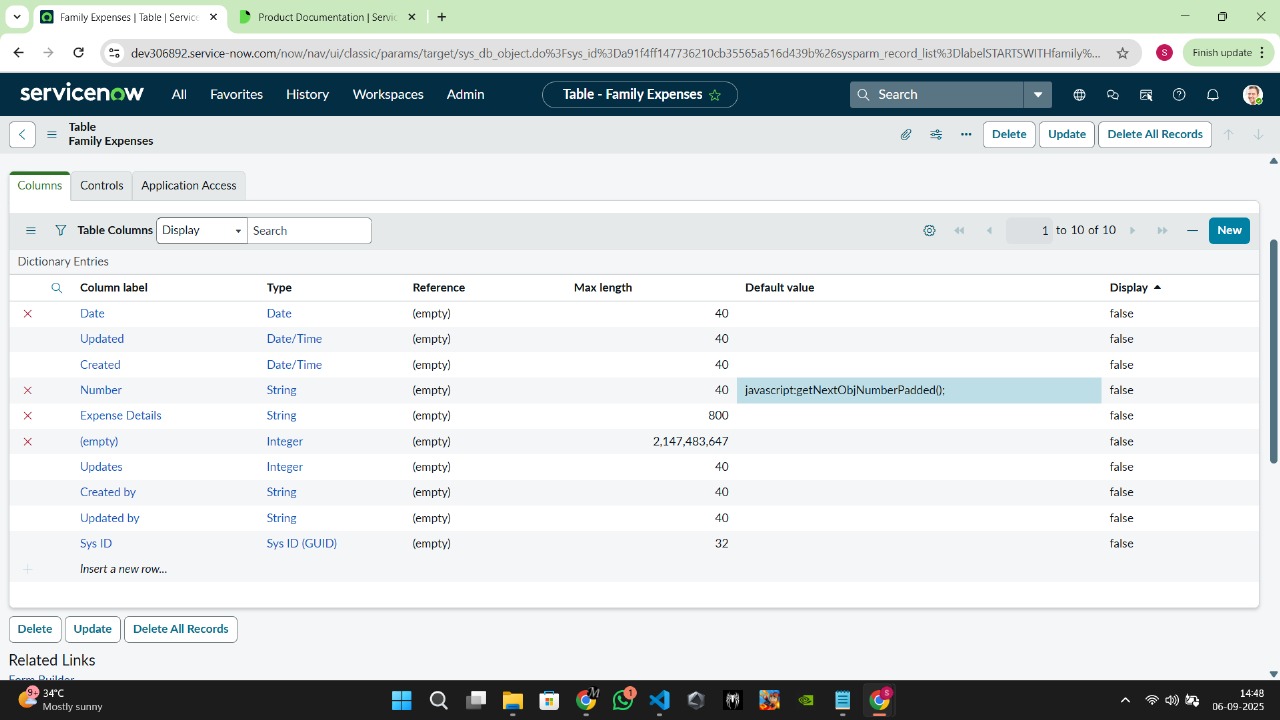 Family Expenses | Table | Servic
Product Documentation | Servic
dev306892.service-now.com/now/nav/ui/classic/params/target/sys_db_object.do%3Fsys_id%3Da91f4ff147736210cb3555a516d439b%26sysparm_record_list%3DlabelSTARTSWITHfamily%...
S
Finish update
servicenow
All Favorites History Workspaces Admin
Table - Family Expenses
Search
Table
Family Expenses
Delete Update Delete All Records
Columns Controls Application Access
Table Columns Display Search
1 to 10 of 10 New
Dictionary Entries
Column label Type Reference Max length Default value Display
Date Date (empty) 40 false
Updated Date/Time (empty) 40 false
Created Date/Time (empty) 40 false
Number String (empty) 40 javascript:getNextObjNumberPadded(); false
Expense Details String (empty) 800 false
(empty) Integer (empty) 2,147,483,647 false
Updates Integer (empty) 40 false
Created by String (empty) 40 false
Updated by String (empty) 40 false
Sys ID Sys ID (GUID) (empty) 32 false
Insert a new row...
Delete Update Delete All Records
Related Links
Form Builder
9+ 34°C
Mostly sunny
M
1
S
14:48
06-09-2025